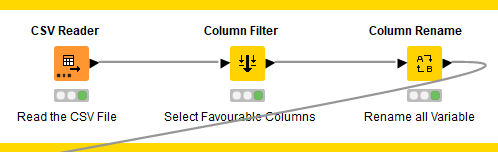 CSV Reader
Column Filter
Column Rename
A
B
Read the CSV File
Select Favourable Columns
Rename all Variable